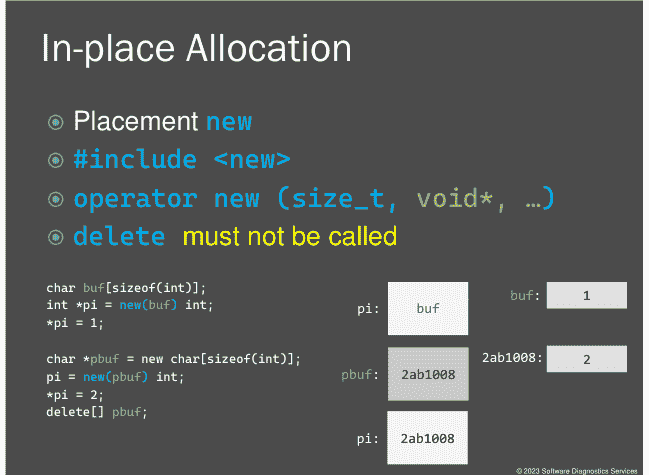 In-place Allocation
Placement new
#include <new>
operator new (size_t, void*, …)
delete must not be called
char buf[sizeof(int)];
int *pi = new(buf) int;
*pi = 1;
char *pbuf = new char[sizeof(int)];
pi = new(pbuf) int;
*pi = 2;
delete[] pbuf;
pi: buf
buf: 1
pbuf: 2ab1008
2ab1008: 2
pi: 2ab1008
© 2023 Software Diagnostics Services